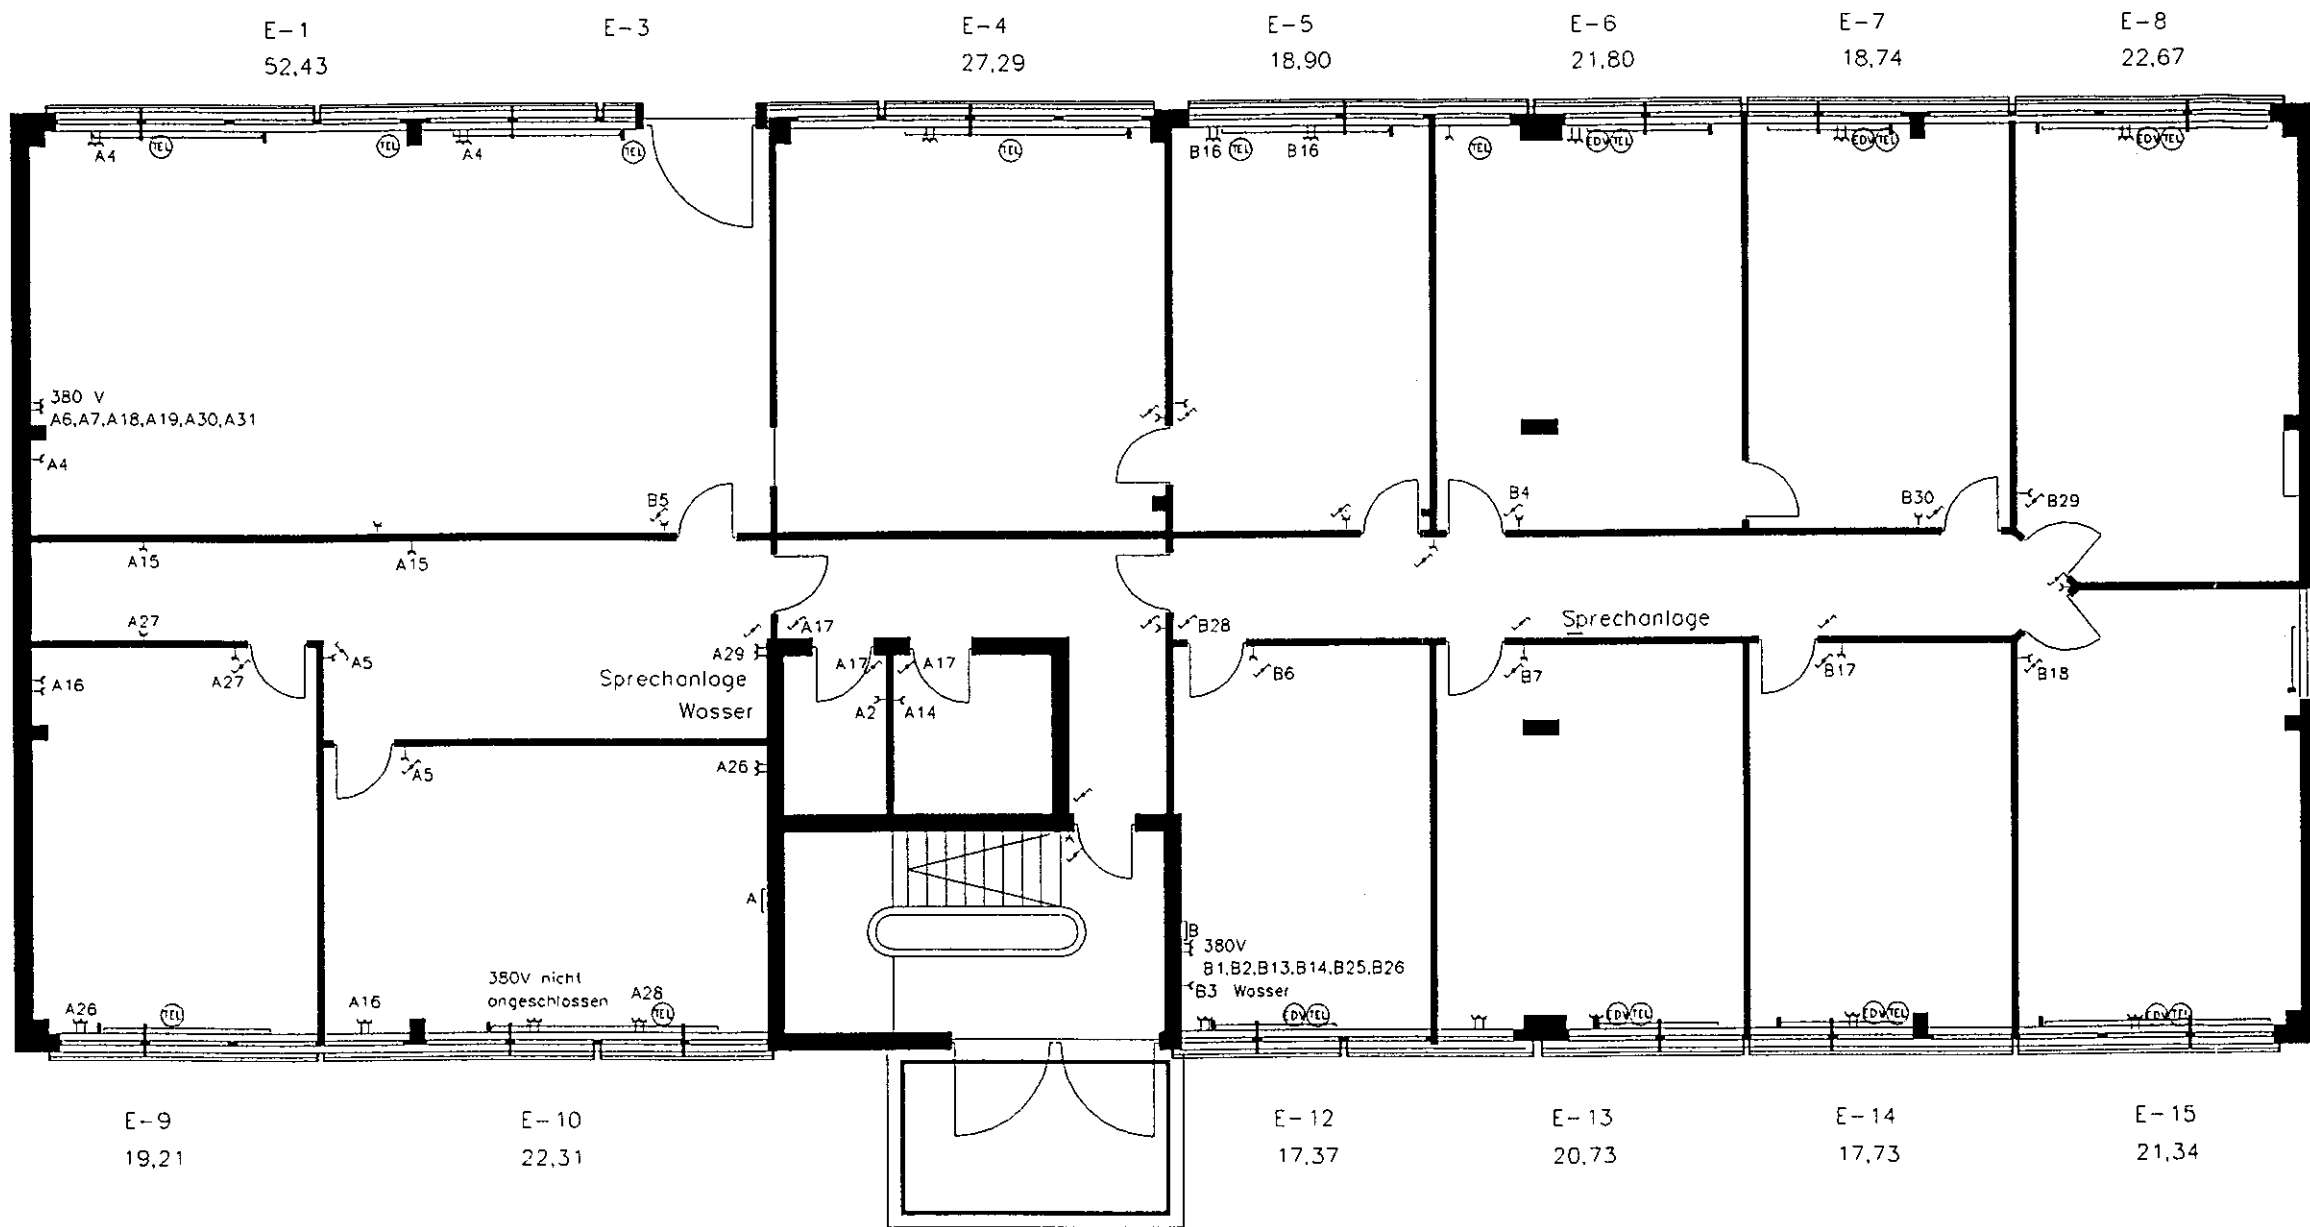 E-1 E-3 E-4 E-5 E-6 E-7 E-8
52,43 27,29 18,90 21,80 18,74 22,67
A4 TEL TEL A4 TEL TEL B16 TEL B16 TEL EDV TEL EDV TEL EDV TEL
380 V
A6,A7,A18,A19,A30,A31
A4
B5 B4 B30 B29
A15 A15
A27 A17 B28 Sprechanlage
A29 A17 A17
A16 A27 A5 B6 B7 B17 B18
Sprechanlage
Wasser A2 A14
A5 A26
A
B
380V
B1,B2,B13,B14,B25,B26
B3 Wasser
380V nicht
angeschlossen A28
A26 TEL A16 TEL EDV TEL EDV TEL EDV TEL EDV TEL
E-9 E-10 E-12 E-13 E-14 E-15
19,21 22,31 17,37 20,73 17,73 21,34